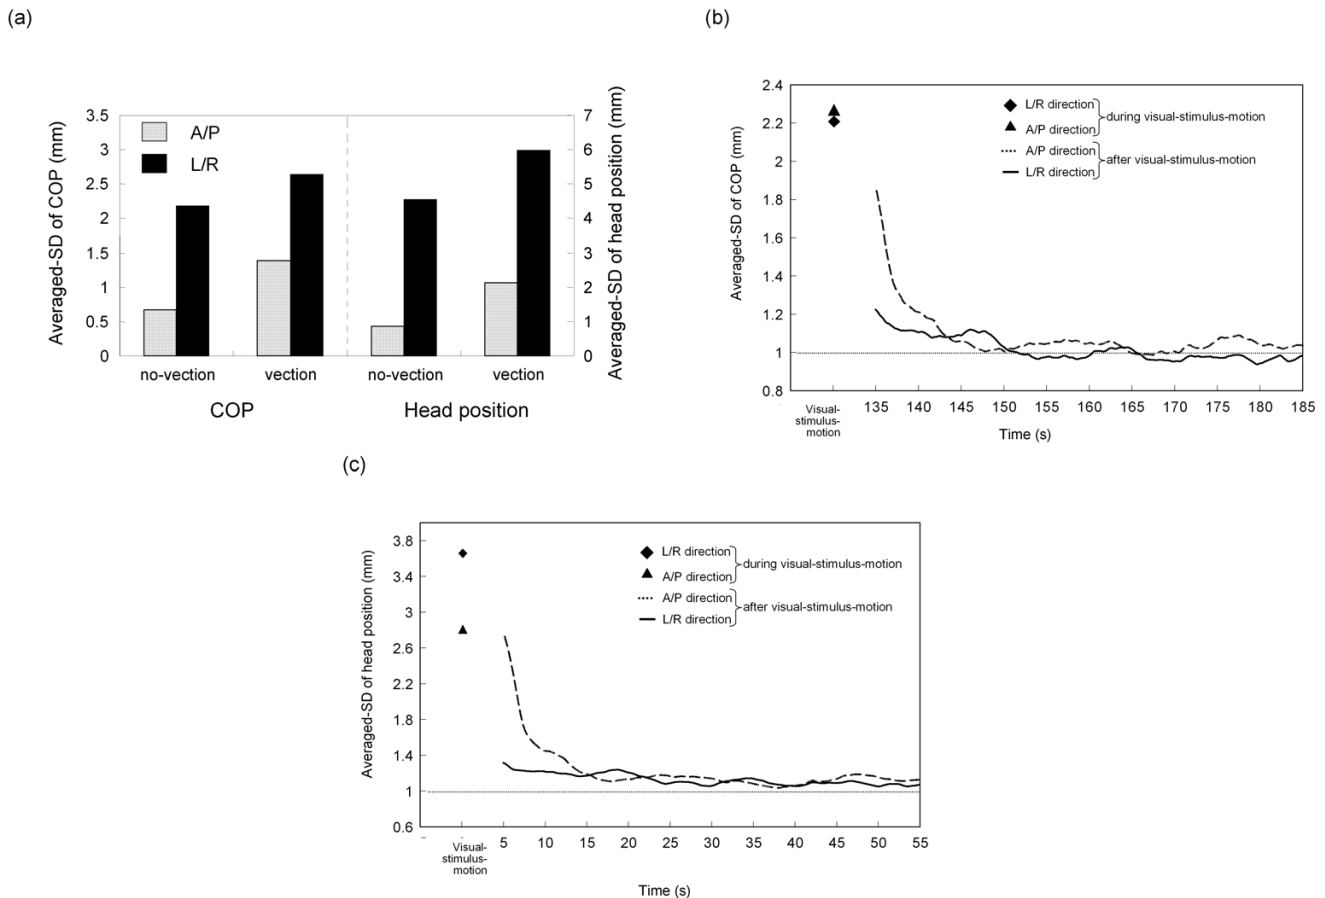 (a)
Averaged-SD of COP (mm)
3.5
3
2.5
2
1.5
1
0.5
0
A/P
L/R
7
6
5
4
3
2
1
0
Averaged-SD of head position (mm)
no-vection
vection
no-vection
vection
COP
Head position
(b)
Averaged-SD of COP (mm)
2.4
2.2
2
1.8
1.6
1.4
1.2
1
0.8
L/R direction
A/P direction
during visual-stimulus-motion
A/P direction
L/R direction
after visual-stimulus-motion
Visual-
stimulus-
motion
135 140 145 150 155 160 165 170 175 180 185
Time (s)
(c)
Averaged-SD of head position (mm)
3.8
3.4
3
2.6
2.2
1.8
1.4
1
0.6
L/R direction
A/P direction
during visual-stimulus-motion
A/P direction
L/R direction
after visual-stimulus-motion
Visual-
stimulus-
motion
5 10 15 20 25 30 35 40 45 50 55
Time (s)